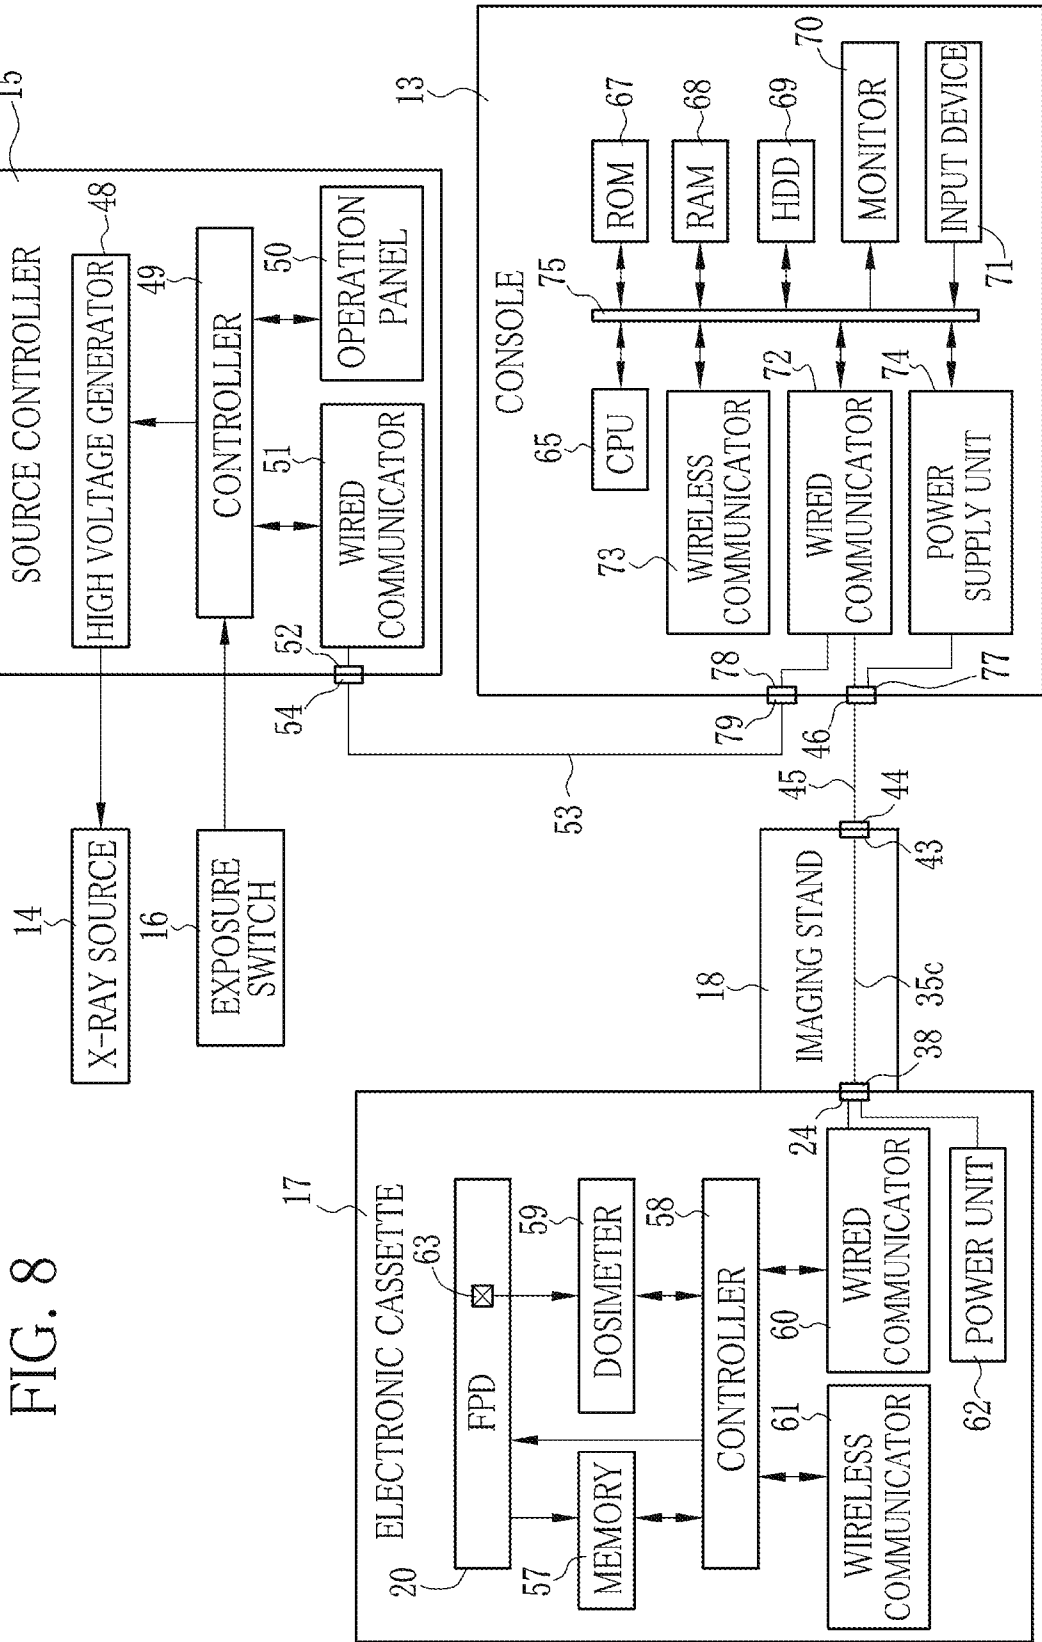 FIG. 8
17
ELECTRONIC CASSETTE
20
FPD
63
57
MEMORY
59
DOSIMETER
58
CONTROLLER
61
WIRELESS
COMMUNICATOR
60
WIRED
COMMUNICATOR
62
POWER UNIT
24
38
18
IMAGING STAND
35c
43
44
45
46
14
X-RAY SOURCE
16
EXPOSURE
SWITCH
15
SOURCE CONTROLLER
48
HIGH VOLTAGE GENERATOR
49
CONTROLLER
51
WIRED
COMMUNICATOR
50
OPERATION
PANEL
52
54
53
13
CONSOLE
65
CPU
73
WIRELESS
COMMUNICATOR
72
WIRED
COMMUNICATOR
74
POWER
SUPPLY UNIT
75
ROM
67
RAM
68
HDD
69
MONITOR
70
INPUT DEVICE
71
78
79
77